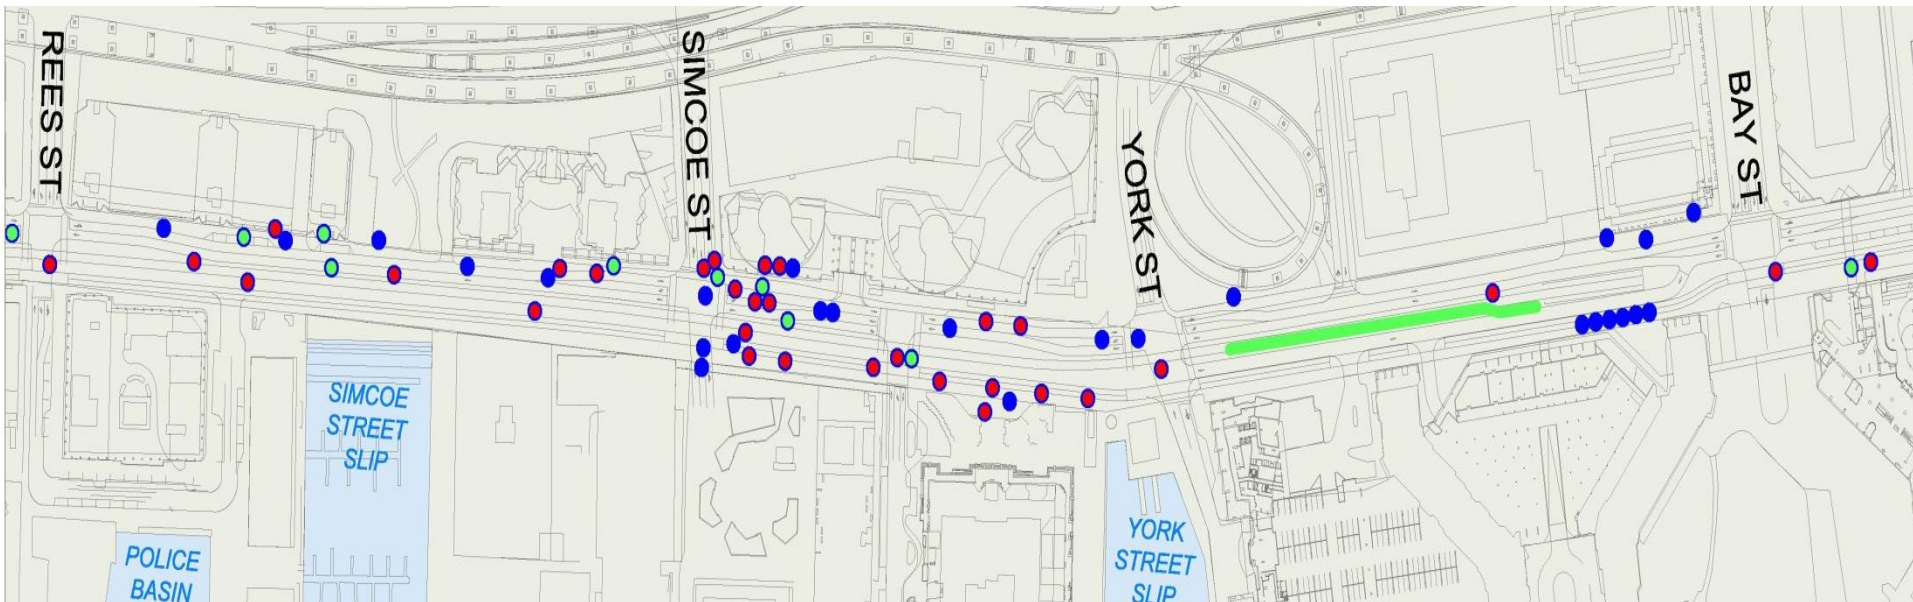 REES ST
SIMCOE ST
YORK ST
BAY ST
SIMCOE
STREET
SLIP
POLICE
BASIN
YORK
STREET
SLIP